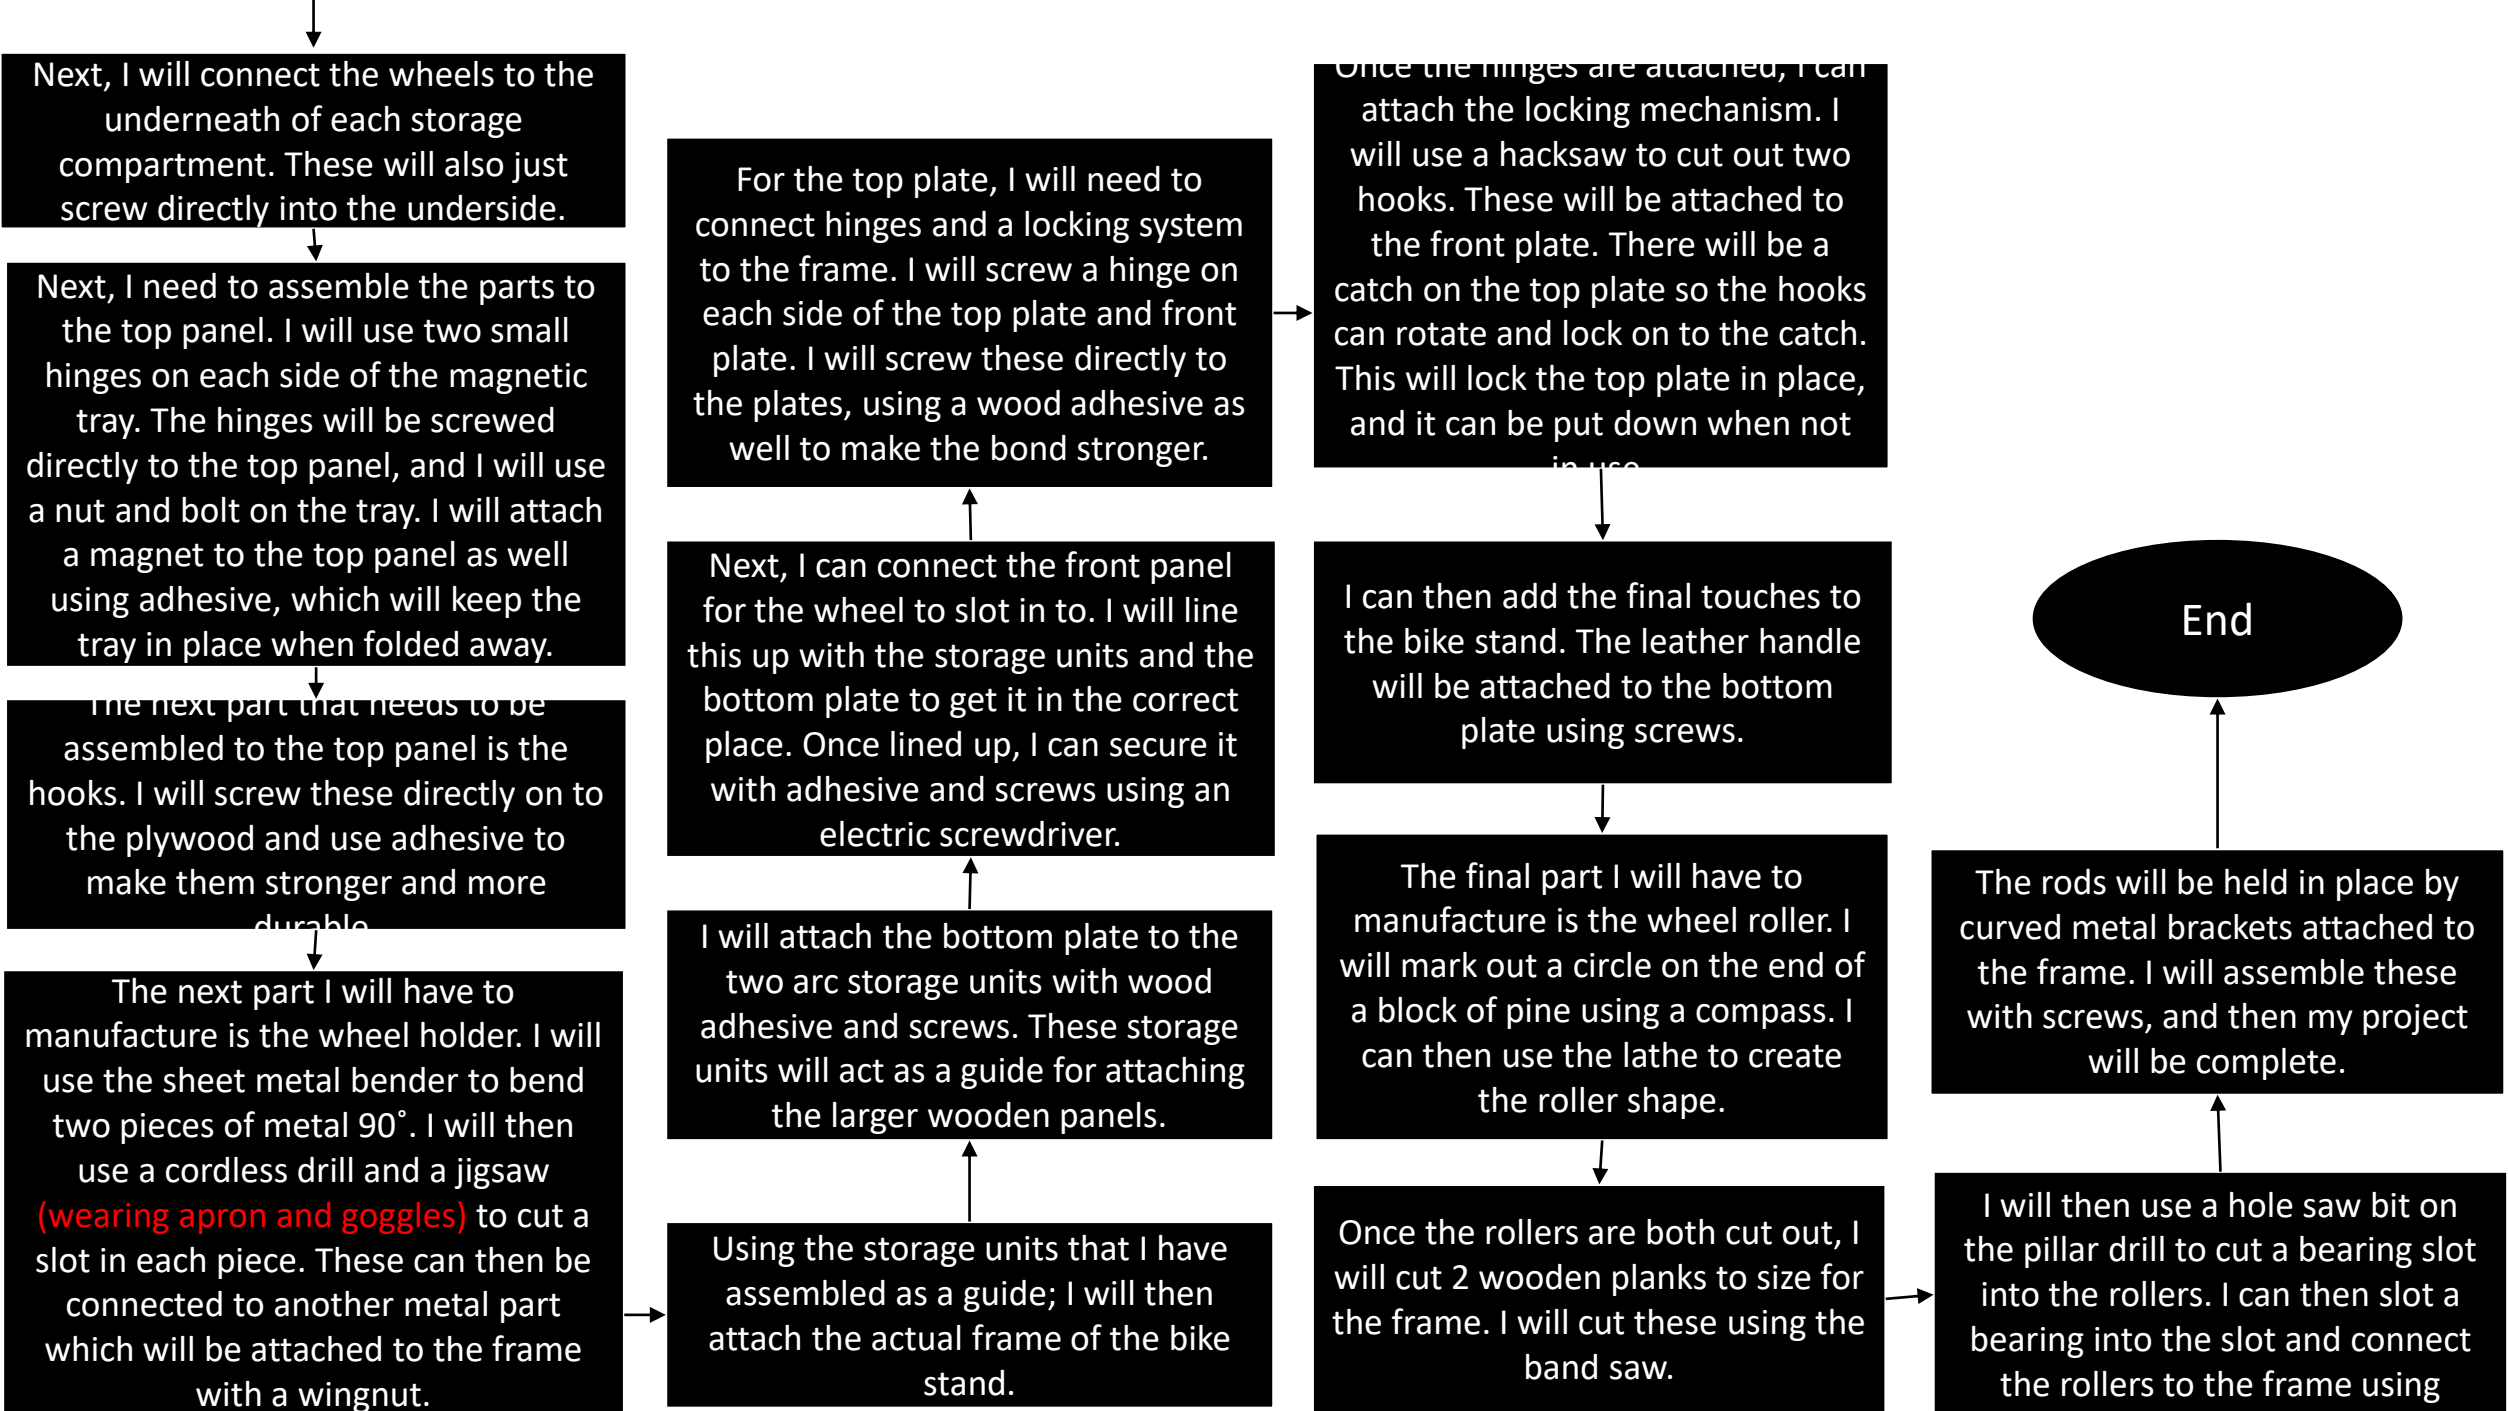 Next, I will connect the wheels to the
underneath of each storage
compartment. These will also just
screw directly into the underside.
Next, I need to assemble the parts to
the top panel. I will use two small
hinges on each side of the magnetic
tray. The hinges will be screwed
directly to the top panel, and I will use
a nut and bolt on the tray. I will attach
a magnet to the top panel as well
using adhesive, which will keep the
tray in place when folded away.
The next part that needs to be
assembled to the top panel is the
hooks. I will screw these directly on to
the plywood and use adhesive to
make them stronger and more
durable
The next part I will have to
manufacture is the wheel holder. I will
use the sheet metal bender to bend
two pieces of metal 90˚. I will then
use a cordless drill and a jigsaw
(wearing apron and goggles) to cut a
slot in each piece. These can then be
connected to another metal part
which will be attached to the frame
with a wingnut.
Using the storage units that I have
assembled as a guide; I will then
attach the actual frame of the bike
stand.
I will attach the bottom plate to the
two arc storage units with wood
adhesive and screws. These storage
units will act as a guide for attaching
the larger wooden panels.
Next, I can connect the front panel
for the wheel to slot in to. I will line
this up with the storage units and the
bottom plate to get it in the correct
place. Once lined up, I can secure it
with adhesive and screws using an
electric screwdriver.
For the top plate, I will need to
connect hinges and a locking system
to the frame. I will screw a hinge on
each side of the top plate and front
plate. I will screw these directly to
the plates, using a wood adhesive as
well to make the bond stronger.
Once the hinges are attached, I can
attach the locking mechanism. I
will use a hacksaw to cut out two
hooks. These will be attached to
the front plate. There will be a
catch on the top plate so the hooks
can rotate and lock on to the catch.
This will lock the top plate in place,
and it can be put down when not
in use
I can then add the final touches to
the bike stand. The leather handle
will be attached to the bottom
plate using screws.
The final part I will have to
manufacture is the wheel roller. I
will mark out a circle on the end of
a block of pine using a compass. I
can then use the lathe to create
the roller shape.
Once the rollers are both cut out, I
will cut 2 wooden planks to size for
the frame. I will cut these using the
band saw.
I will then use a hole saw bit on
the pillar drill to cut a bearing slot
into the rollers. I can then slot a
bearing into the slot and connect
the rollers to the frame using
The rods will be held in place by
curved metal brackets attached to
the frame. I will assemble these
with screws, and then my project
will be complete.
End